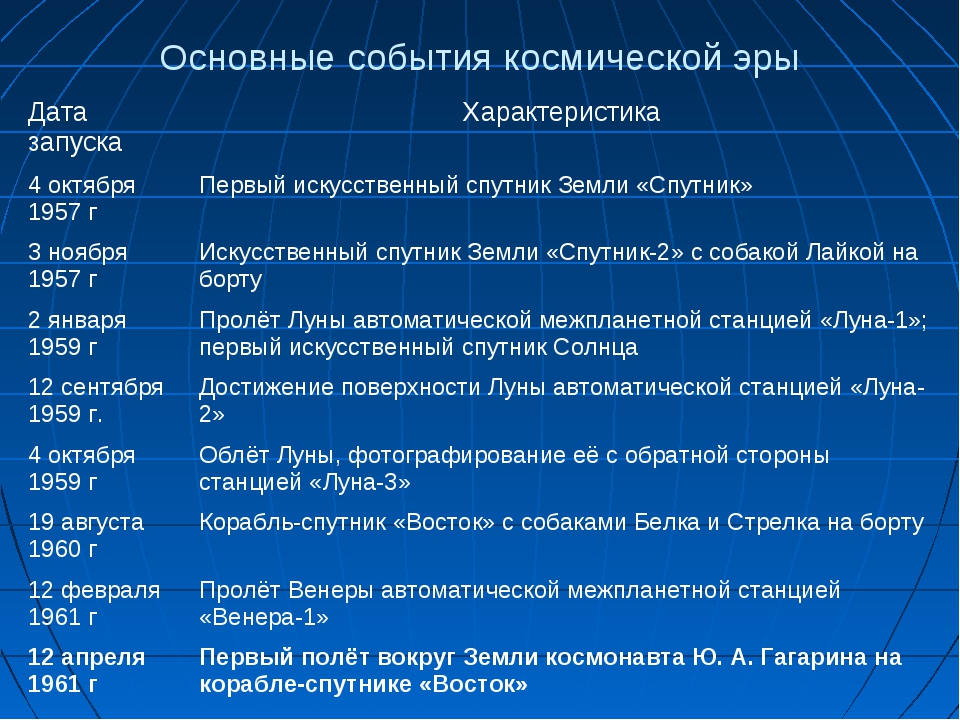 Основные события космической эры
Дата
запуска
Характеристика
4 октября
1957 г
Первый искусственный спутник Земли «Спутник»
3 ноября
1957 г
Искусственный спутник Земли «Спутник-2» с собакой Лайкой на
борту
2 января
1959 г
Пролёт Луны автоматической межпланетной станцией «Луна-1»;
первый искусственный спутник Солнца
12 сентября
1959 г.
Достижение поверхности Луны автоматической станцией «Луна-
2»
4 октября
1959 г
Облёт Луны, фотографирование её с обратной стороны
станцией «Луна-3»
19 августа
1960 г
Корабль-спутник «Восток» с собаками Белка и Стрелка на борту
12 февраля
1961 г
Пролёт Венеры автоматической межпланетной станцией
«Венера-1»
12 апреля
1961 г
Первый полёт вокруг Земли космонавта Ю. А. Гагарина на
корабле-спутнике «Восток»